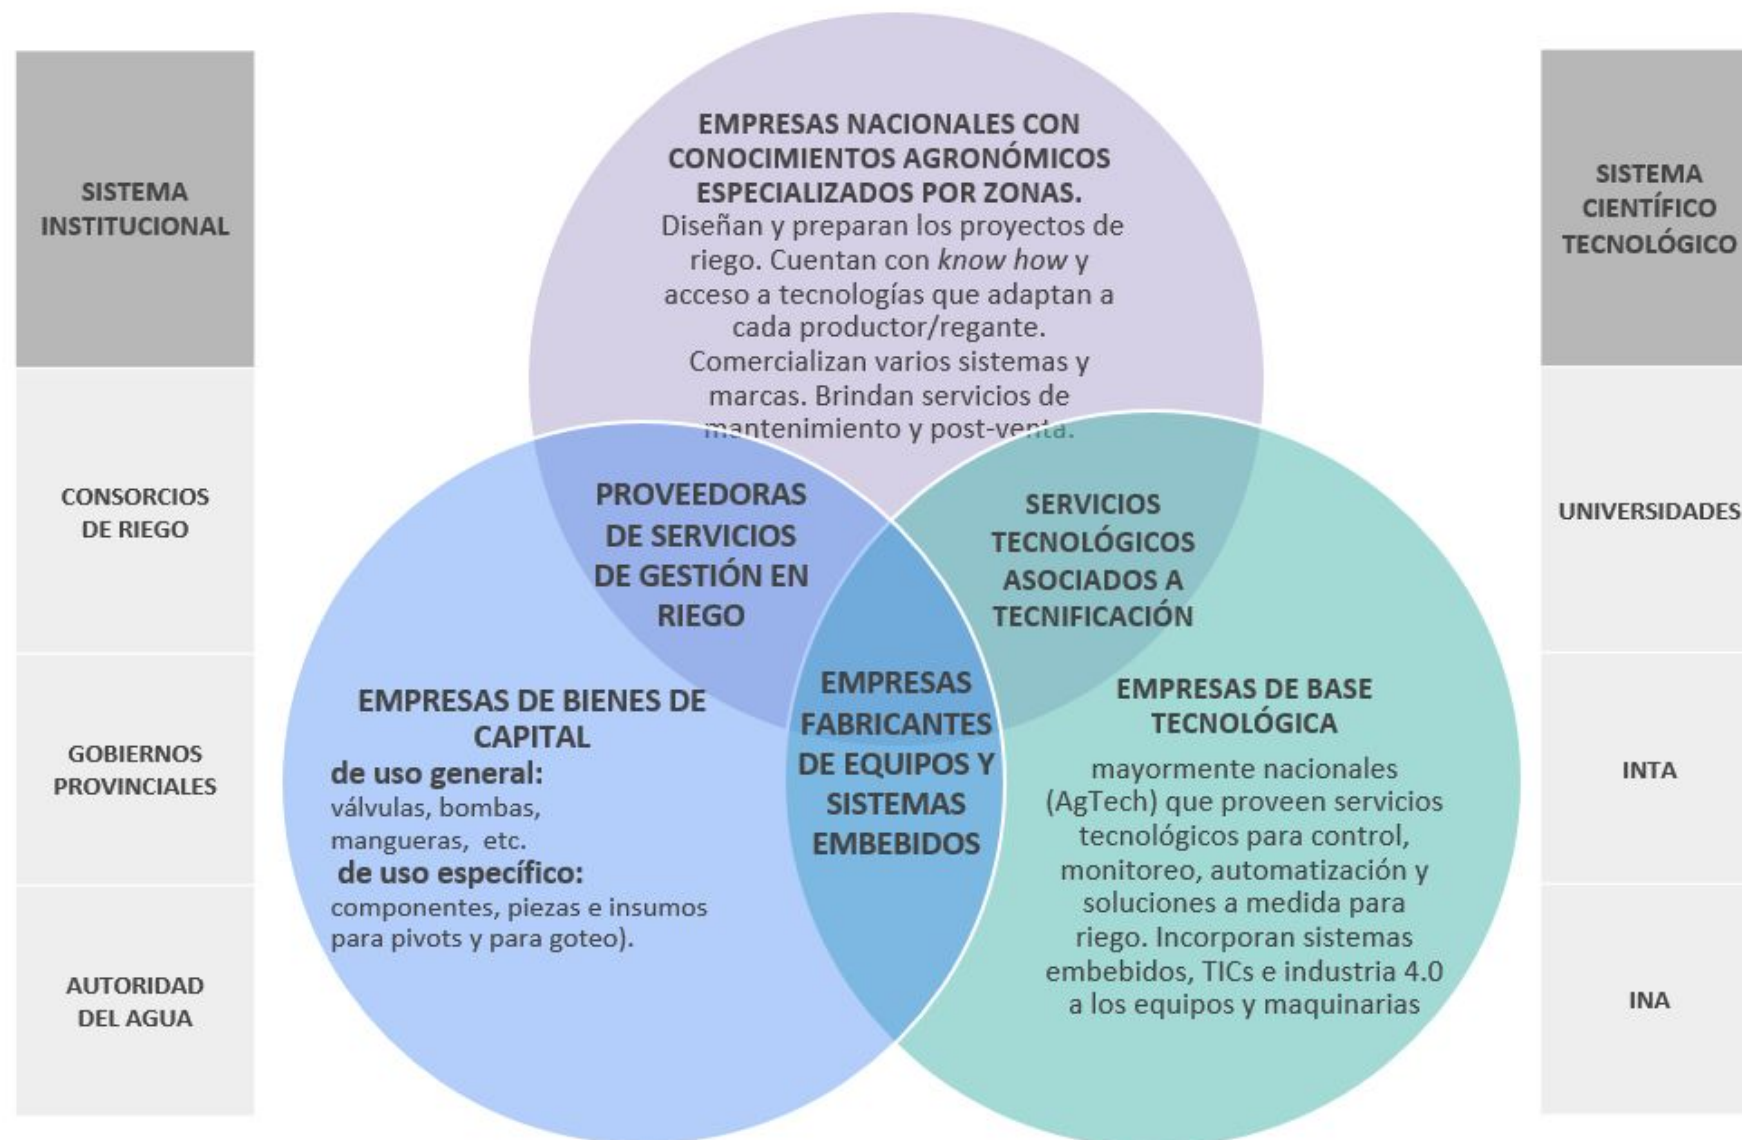 SISTEMA
INSTITUCIONAL
CONSORCIOS
DE RIEGO
GOBIERNOS
PROVINCIALES
AUTORIDAD
DEL AGUA
EMPRESAS NACIONALES CON
CONOCIMIENTOS AGRONÓMICOS
ESPECIALIZADOS POR ZONAS.
Diseñan y preparan los proyectos de
riego. Cuentan con know how y
acceso a tecnologías que adaptan a
cada productor/regante.
Comercializan varios sistemas y
marcas. Brindan servicios de
mantenimiento y post-venta.
PROVEEDORAS
DE SERVICIOS
DE GESTIÓN EN
RIEGO
SERVICIOS
TECNOLÓGICOS
ASOCIADOS A
TECNIFICACIÓN
EMPRESAS DE BIENES DE
CAPITAL
de uso general:
válvulas, bombas,
mangueras, etc.
de uso específico:
componentes, piezas e insumos
para pivots y para goteo).
EMPRESAS
FABRICANTES
DE EQUIPOS Y
SISTEMAS
EMBEBIDOS
EMPRESAS DE BASE
TECNOLÓGICA
mayormente nacionales
(AgTech) que proveen servicios
tecnológicos para control,
monitoreo, automatización y
soluciones a medida para
riego. Incorporan sistemas
embebidos, TICs e industria 4.0
a los equipos y maquinarias
SISTEMA
CIENTÍFICO
TECNOLÓGICO
UNIVERSIDADES
INTA
INA